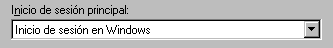 Inicio de sesión principal:
Inicio de sesión en Windows